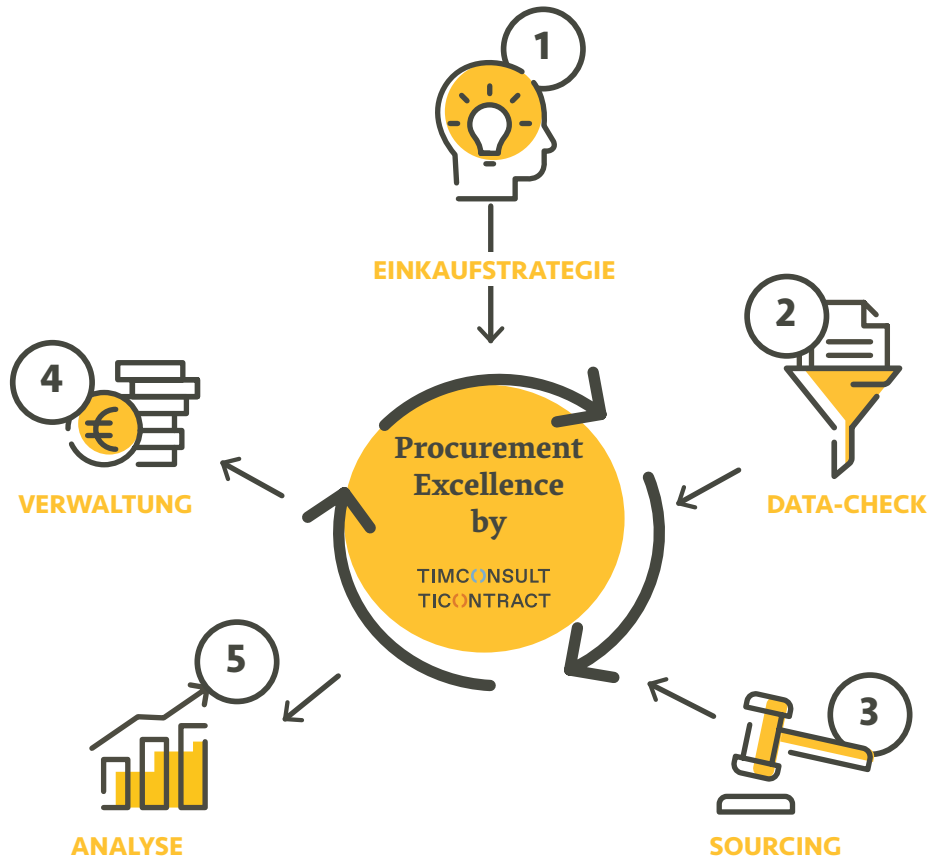 1
EINKAUFSTRATEGIE
2
DATA-CHECK
3
SOURCING
4
€
VERWALTUNG
5
ANALYSE
Procurement
Excellence
by
TIMCONSULT
TICONTRACT